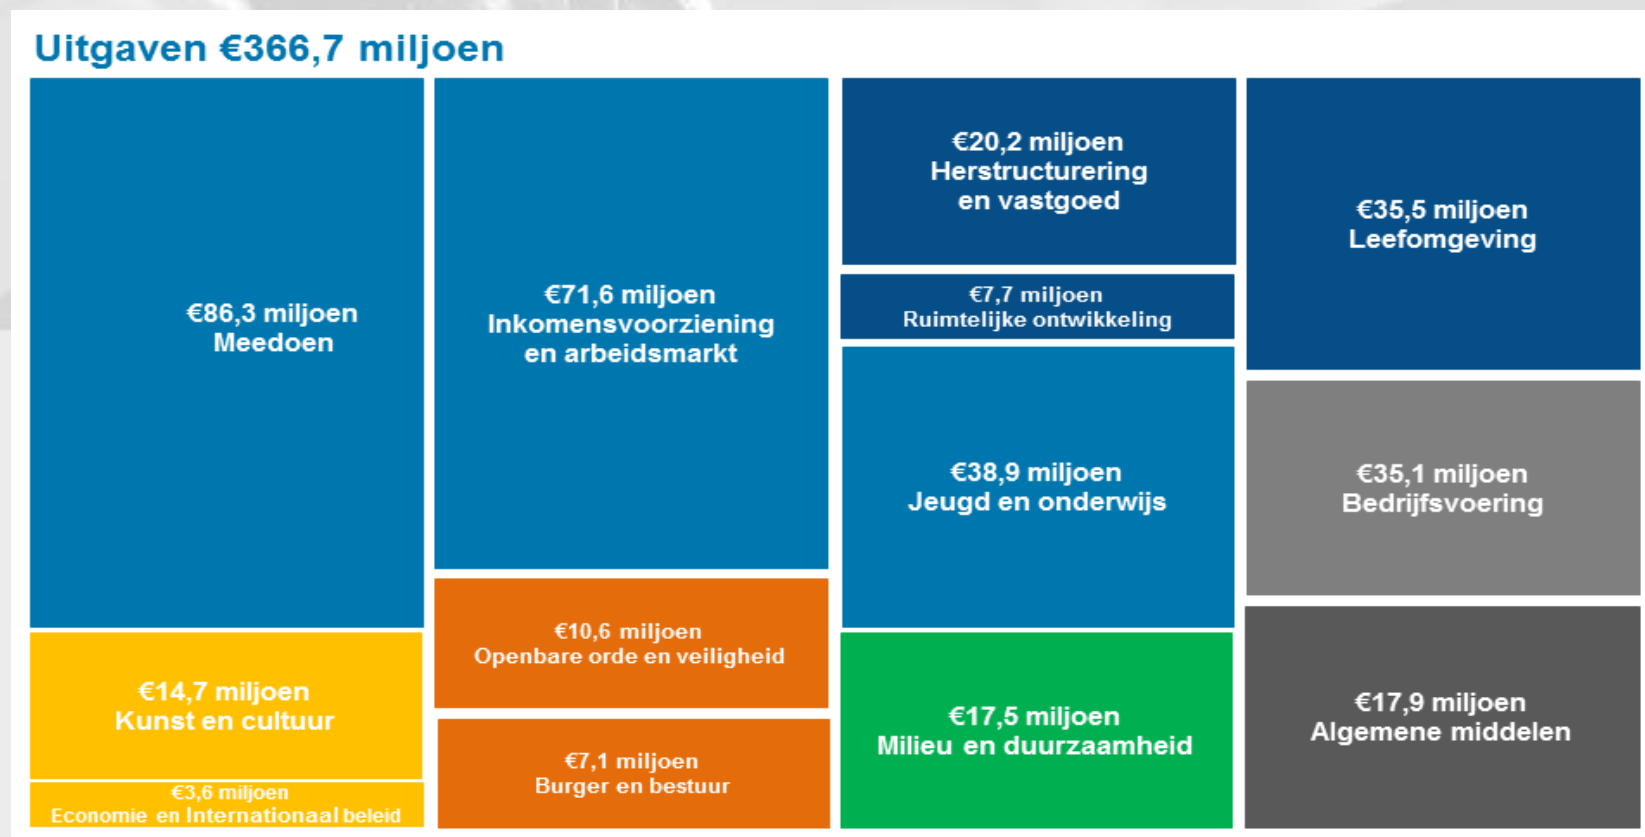 Uitgaven €366,7 miljoen
€86,3 miljoen
Meedoen
€14,7 miljoen
Kunst en cultuur
€3,6 miljoen
Economie en Internationaal beleid
€71,6 miljoen
Inkomensvoorziening
en arbeidsmarkt
€10,6 miljoen
Openbare orde en veiligheid
€7,1 miljoen
Burger en bestuur
€20,2 miljoen
Herstructurering
en vastgoed
€7,7 miljoen
Ruimtelijke ontwikkeling
€38,9 miljoen
Jeugd en onderwijs
€17,5 miljoen
Milieu en duurzaamheid
€35,5 miljoen
Leefomgeving
€35,1 miljoen
Bedrijfsvoering
€17,9 miljoen
Algemene middelen